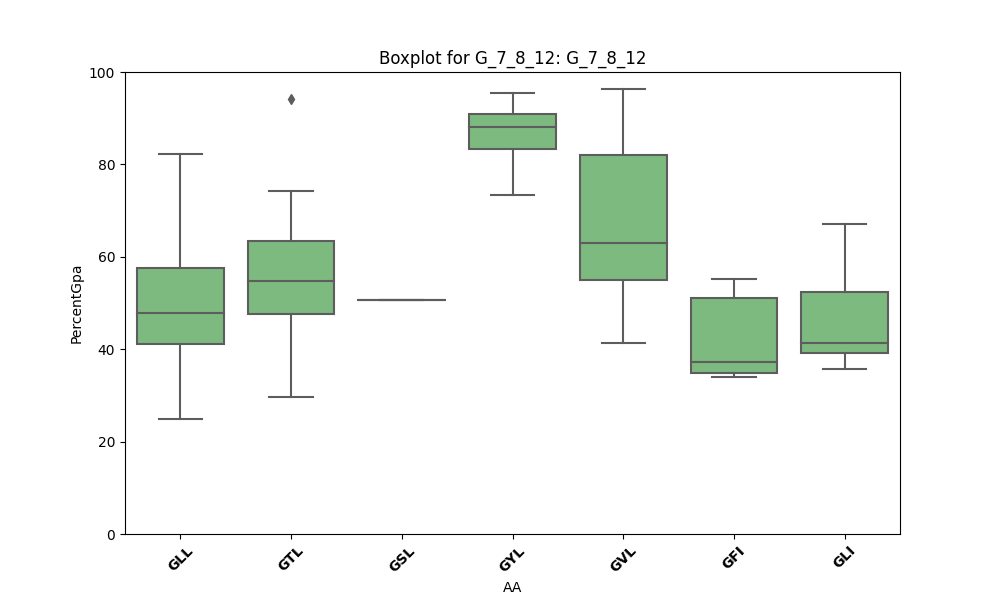 Boxplot for G_7_8_12: G_7_8_12
100
80
60
40
20
0
PercentGpa
GLL
GTL
GSL
GYL
GVL
GFI
GLI
AA